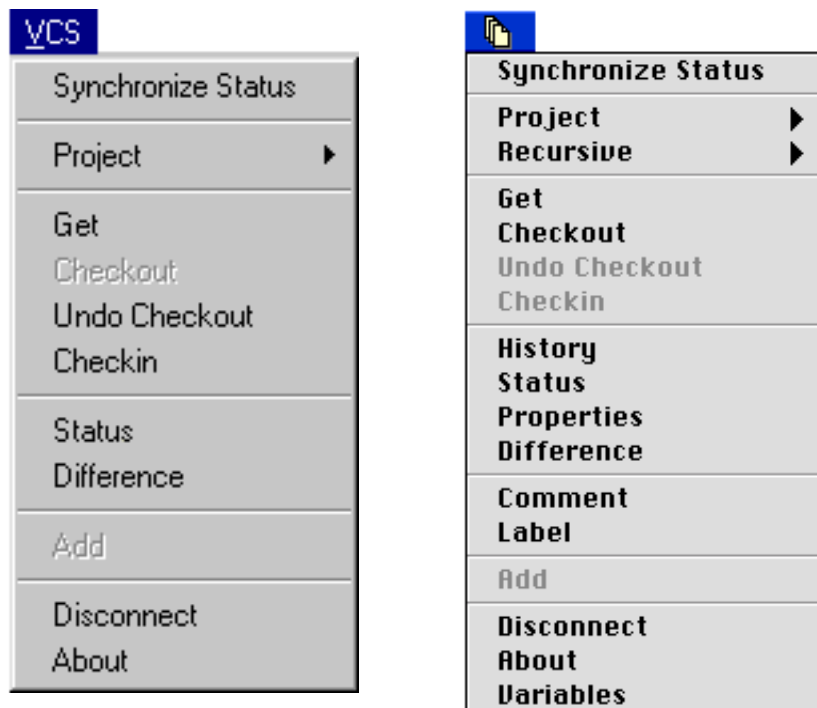 VCS
Synchronize Status
Project
Get
Checkout
Undo Checkout
Checkin
Status
Difference
Add
Disconnect
About
Synchronize Status
Project
Recursive
Get
Checkout
Undo Checkout
Checkin
History
Status
Properties
Difference
Comment
Label
Add
Disconnect
About
Variables